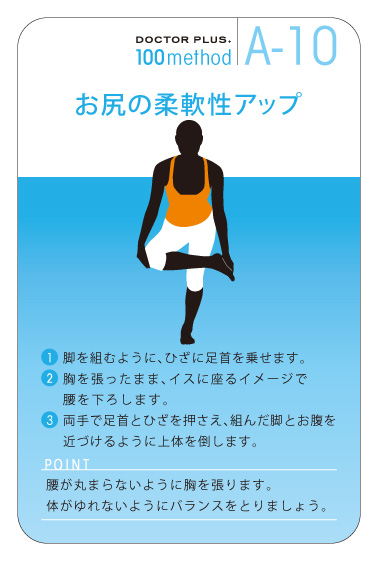 DOCTOR PLUS.
100method
A-10
お尻の柔軟性アップ
1 脚を組むように、ひざに足首を乗せます。
2 胸を張ったまま、イスに座るイメージで
腰を下ろします。
3 両手で足首とひざを押さえ、組んだ脚とお腹を
近づけるように上体を倒します。
POINT
腰が丸まらないように胸を張ります。
体がゆれないようにバランスをとりましょう。